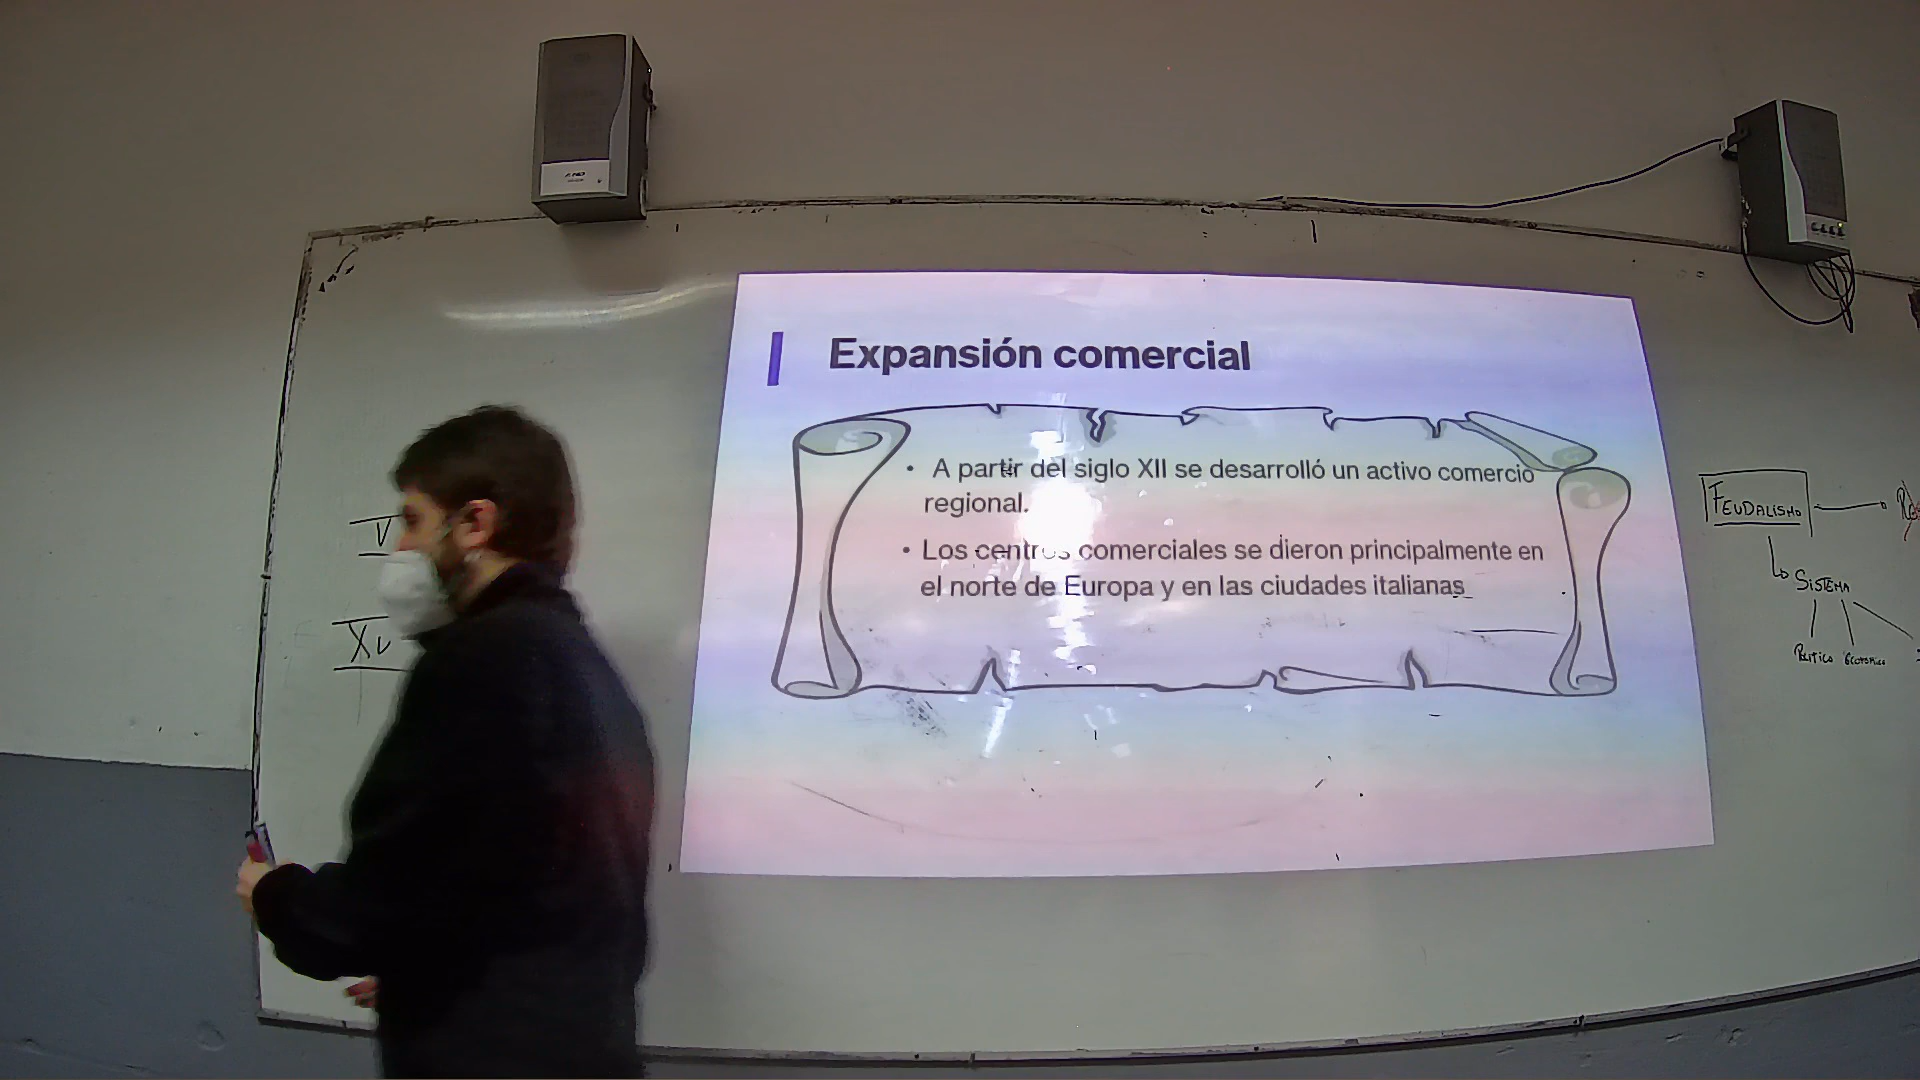 Expansión comercial
• A partir del siglo XII se desarrolló un activo comercio
regional.
• Los centros comerciales se dieron principalmente en
el norte de Europa y en las ciudades italianas
V
XV
FEUDALISMO
SISTEMA
POLÍTICO ECONÓMICO